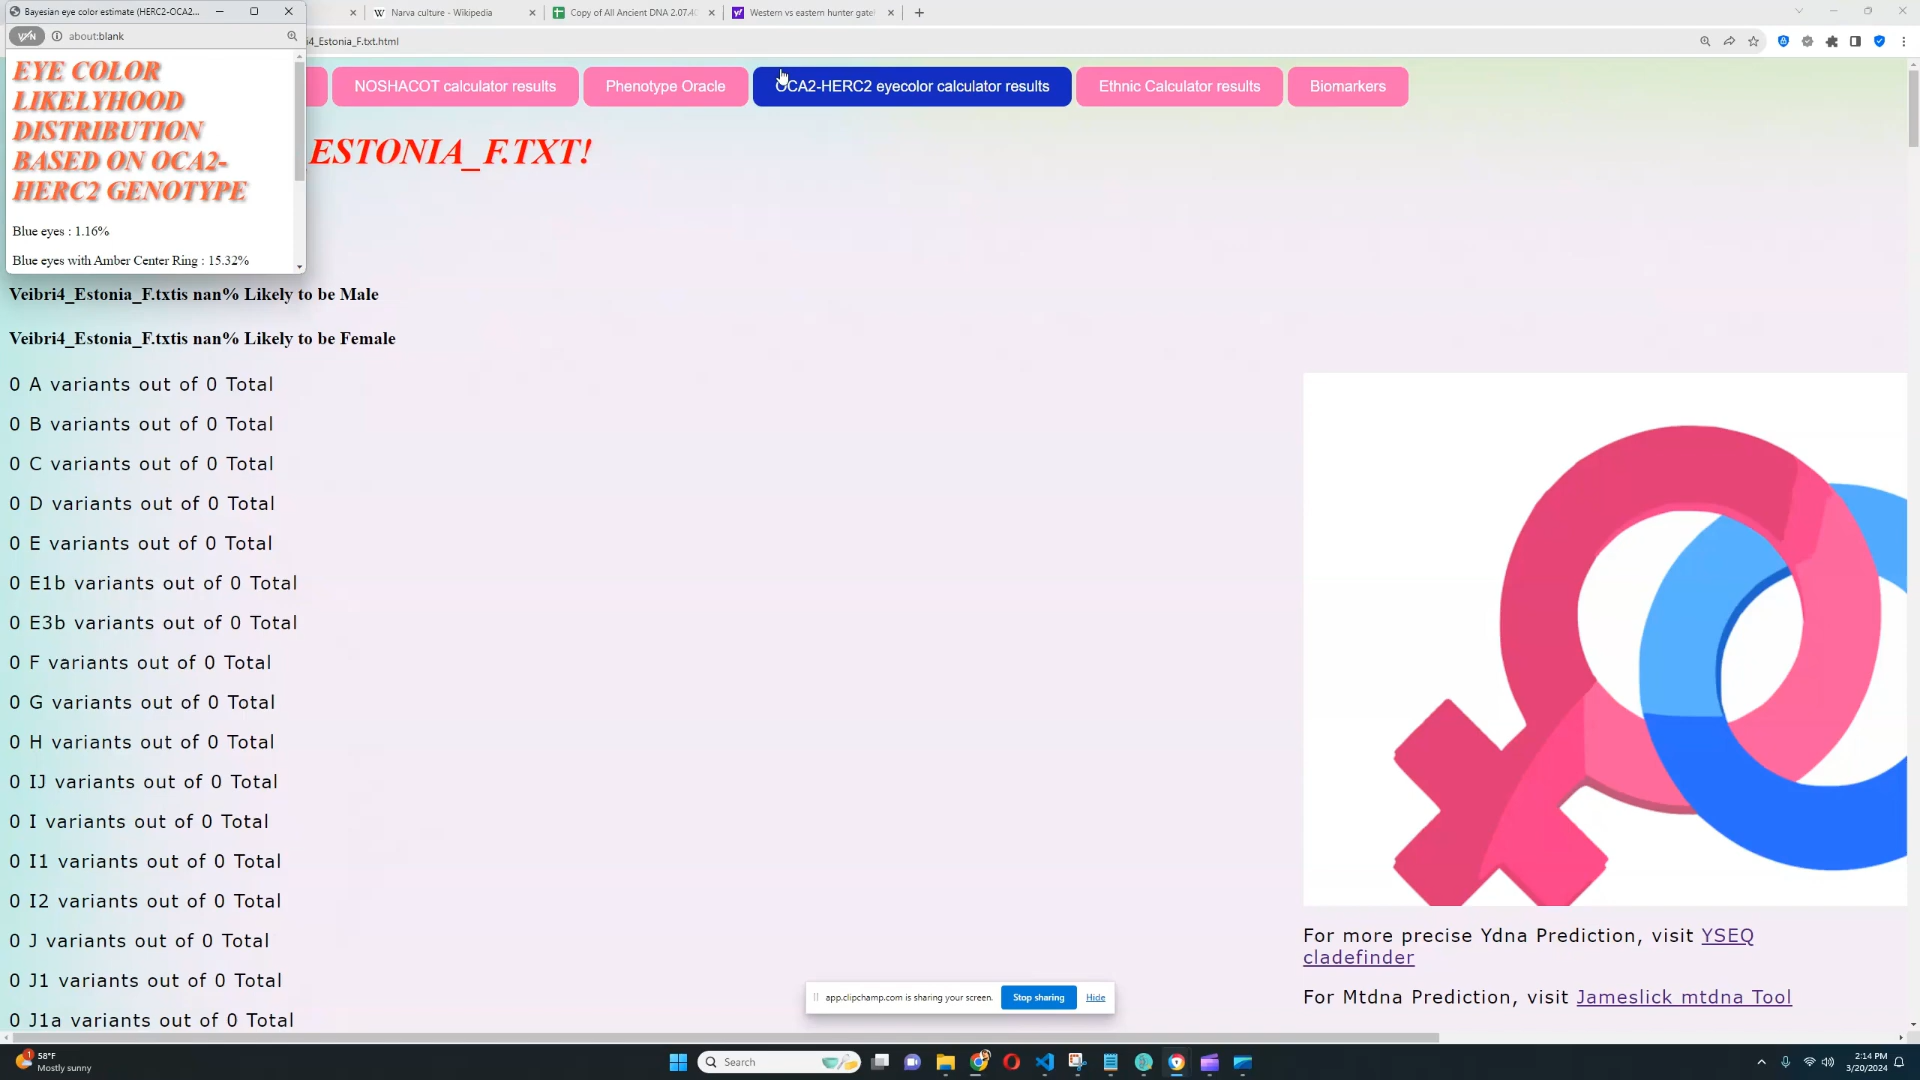 Bayesian eye color estimate (HERC2-OCA2...
Narva culture - Wikipedia
Copy of All Ancient DNA 2.07.4
Western vs eastern hunter gate
about:blank
i4_Estonia_F.txt.html
NOSHACOT calculator results
Phenotype Oracle
OCA2-HERC2 eyecolor calculator results
Ethnic Calculator results
Biomarkers
EYE COLOR
LIKELYHOOD
DISTRIBUTION
BASED ON OCA2-
HERC2 GENOTYPE
Blue eyes : 1.16%
Blue eyes with Amber Center Ring : 15.32%
ESTONIA_F.TXT!
Veibri4_Estonia_F.txtis nan% Likely to be Male
Veibri4_Estonia_F.txtis nan% Likely to be Female
0 A variants out of 0 Total
0 B variants out of 0 Total
0 C variants out of 0 Total
0 D variants out of 0 Total
0 E variants out of 0 Total
0 E1b variants out of 0 Total
0 E3b variants out of 0 Total
0 F variants out of 0 Total
0 G variants out of 0 Total
0 H variants out of 0 Total
0 IJ variants out of 0 Total
0 I variants out of 0 Total
0 I1 variants out of 0 Total
0 I2 variants out of 0 Total
0 J variants out of 0 Total
0 J1 variants out of 0 Total
0 J1a variants out of 0 Total
For more precise Ydna Prediction, visit YSEQ
cladefinder
For Mtdna Prediction, visit Jameslick mtdna Tool
app.clipchamp.com is sharing your screen.
Stop sharing
Hide
1
58°F
Mostly sunny
Search
2:14 PM
3/20/2024